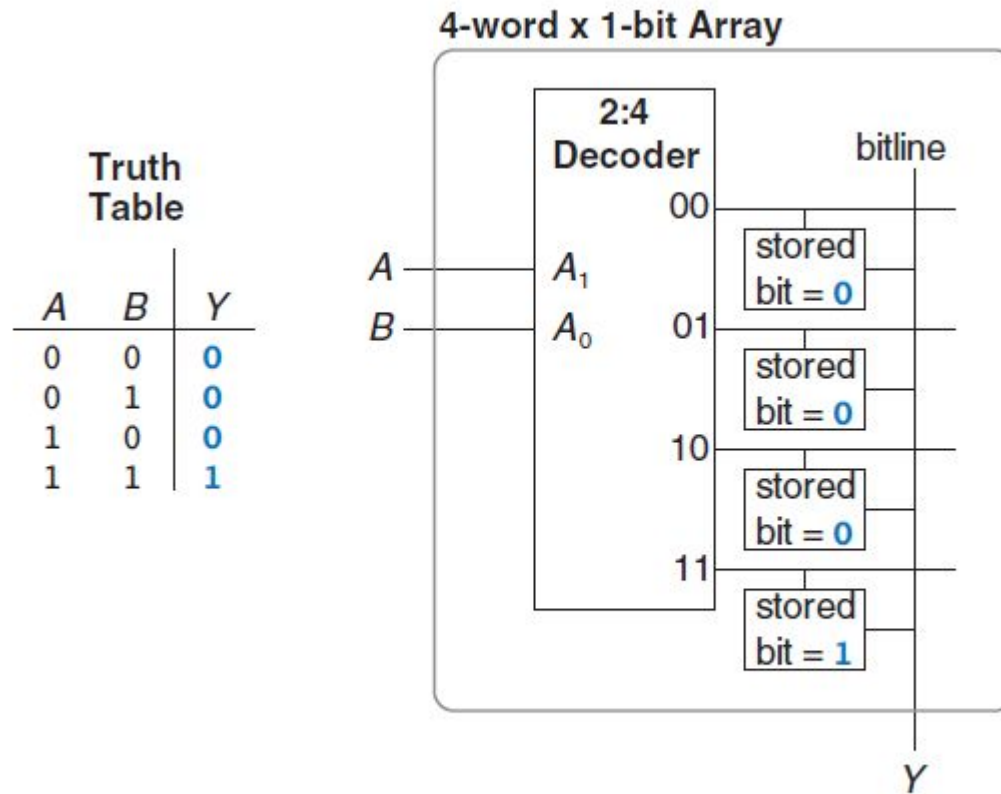 4-word x 1-bit Array
Truth
Table
A B Y
0 0 0
0 1 0
1 0 0
1 1 1
2:4
Decoder
bitline
A
B
A₁
A₀
00
stored
bit = 0
01
stored
bit = 0
10
stored
bit = 0
11
stored
bit = 1
Y